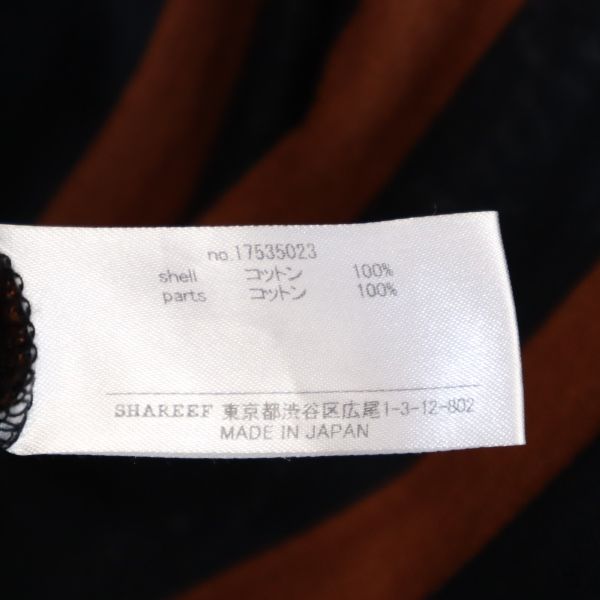 no.17535023
shell コットン 100%
parts コットン 100%
SHAREEF 東京都渋谷区広尾1-3-12-802
MADE IN JAPAN